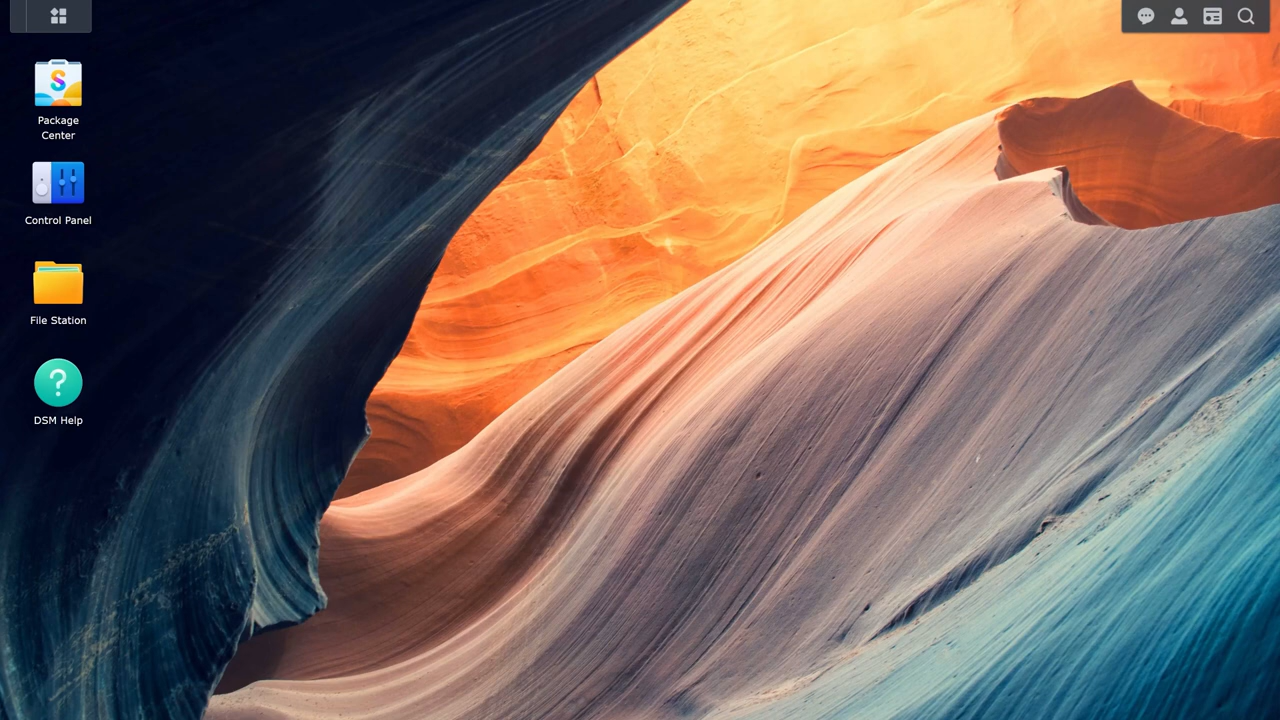 Package
Center
Control Panel
File Station
DSM Help